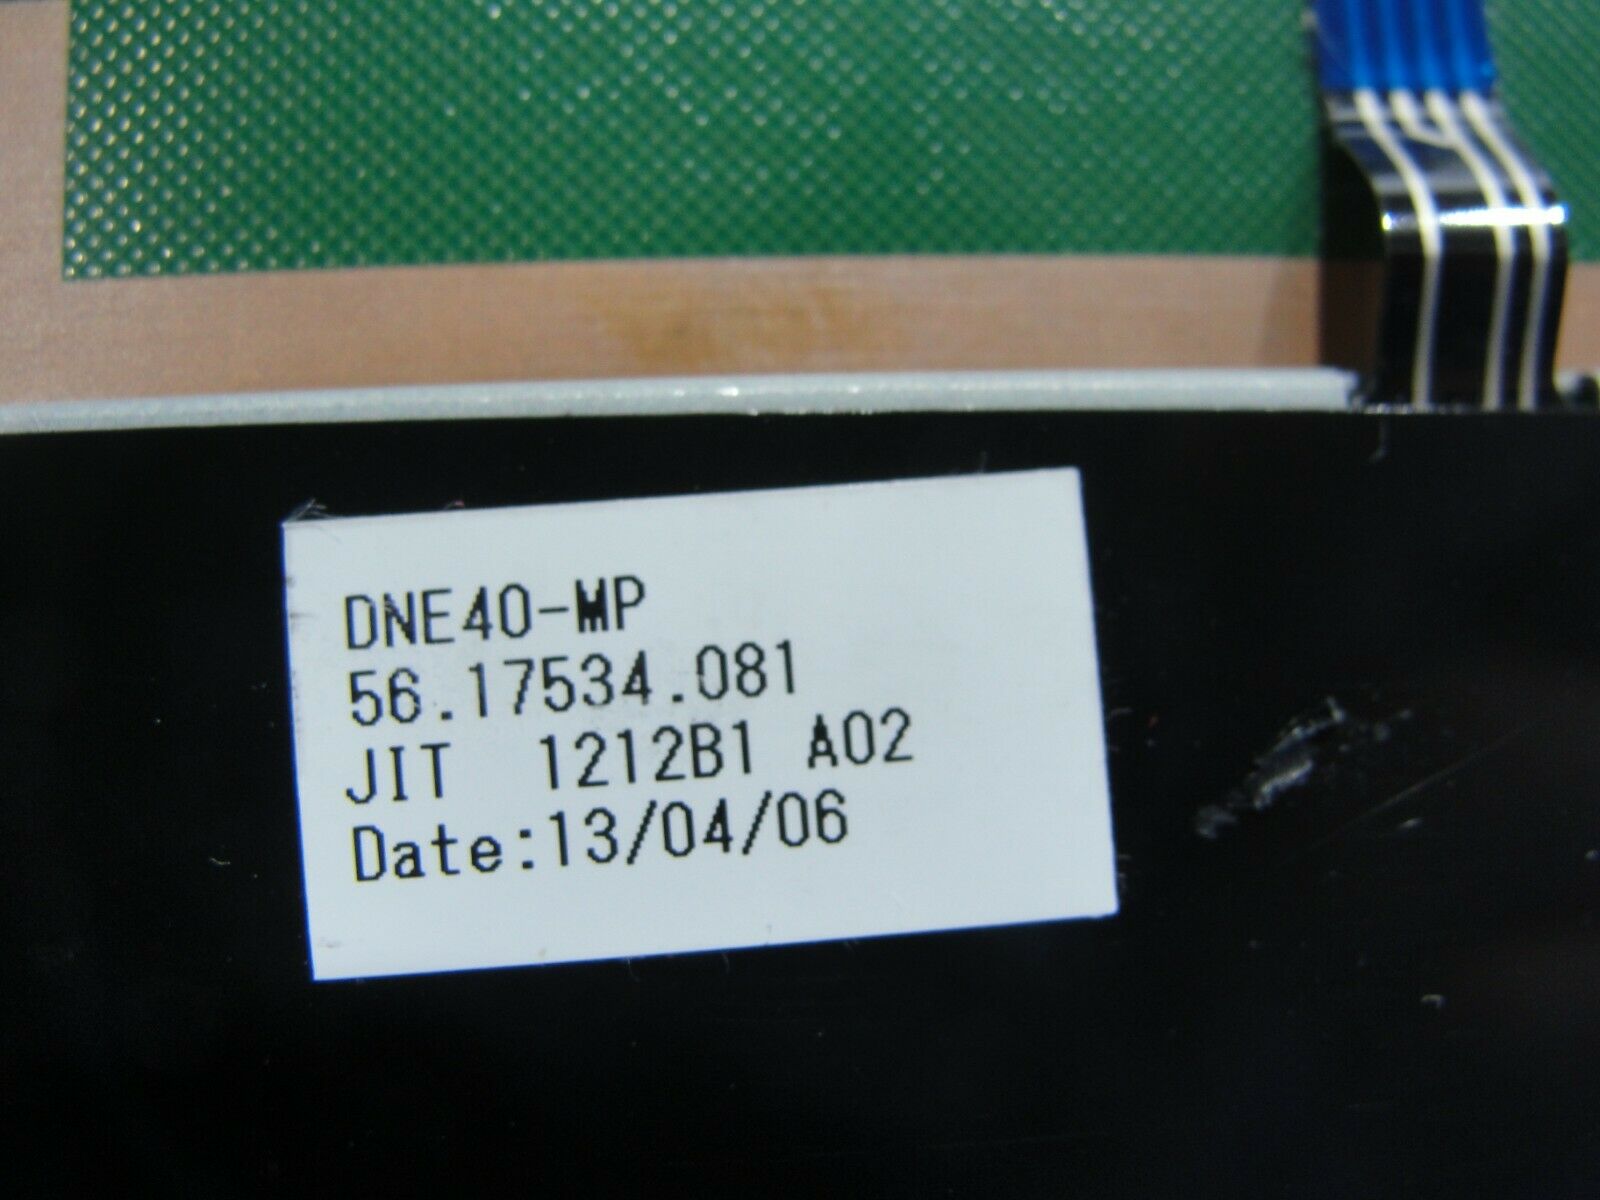 DNE40-MP
56.17534.081
JIT 1212B1 A02
Date:13/04/06